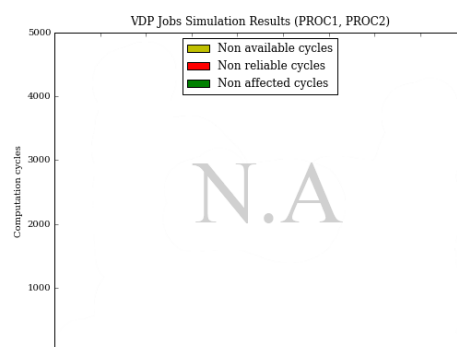 VDP Jobs Simulation Results (PROC1, PROC2)
Non available cycles
Non reliable cycles
Non affected cycles
5000
4000
3000
2000
1000
Computation cycles
N.A